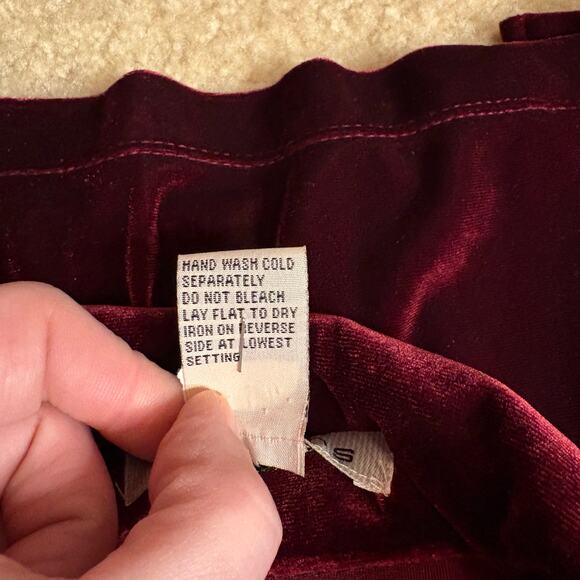 HAND WASH COLD
SEPARATELY
DO NOT BLEACH
LAY FLAT TO DRY
IRON ON REVERSE
SIDE AT LOWEST
SETTING
S